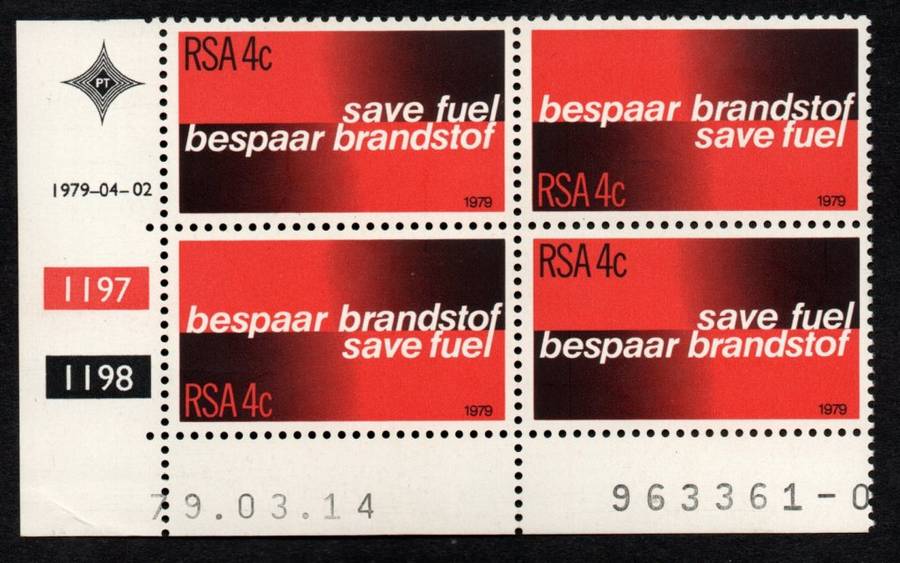 PT
1979-04-02
1197
1198
RSA 4c
save fuel
bespaar brandstof
1979
bespaar brandstof
save fuel
RSA 4c
1979
bespaar brandstof
save fuel
RSA 4c
1979
RSA 4c
save fuel
bespaar brandstof
1979
79.03.14
963361-0